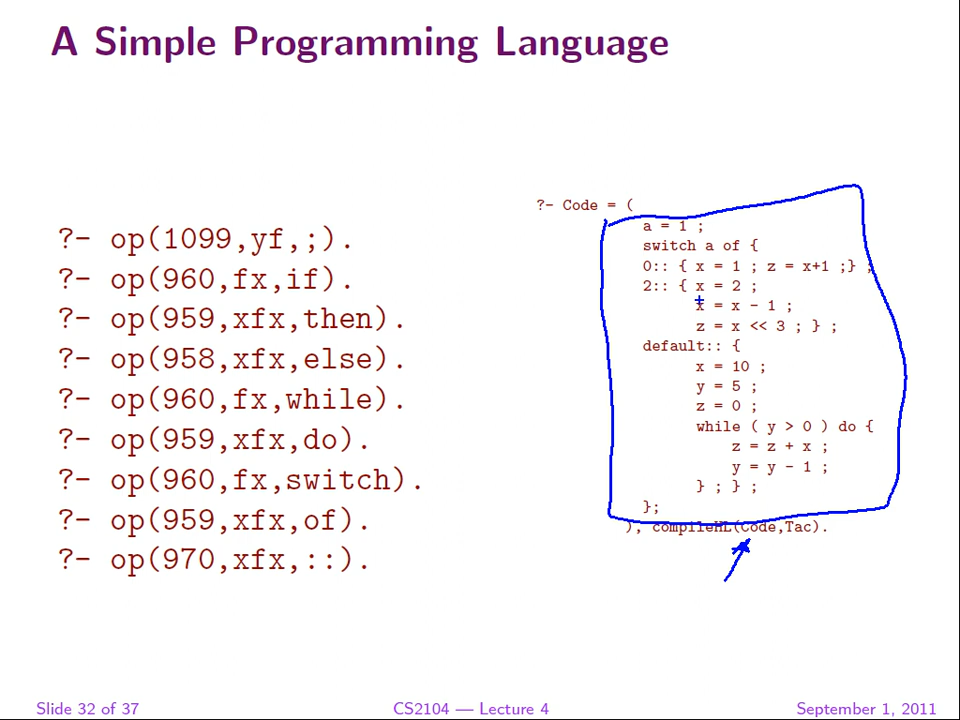 A Simple Programming Language
?- op(1099,yf,;).
?- op(960,fx,if).
?- op(959,xfx,then).
?- op(958,xfx,else).
?- op(960,fx,while).
?- op(959,xfx,do).
?- op(960,fx,switch).
?- op(959,xfx,of).
?- op(970,xfx,::).
?- Code = (
a = 1 ;
switch a of {
0:: { x = 1 ; z = x+1 ;} ;
2:: { x = 2 ;
x = x - 1 ;
z = x << 3 ; } ;
default:: {
x = 10 ;
y = 5 ;
z = 0 ;
while ( y > 0 ) do {
z = z + x ;
y = y - 1 ;
} ; } ;
};
), compileHL(Code,Tac).
Slide 32 of 37
CS2104 — Lecture 4
September 1, 2011